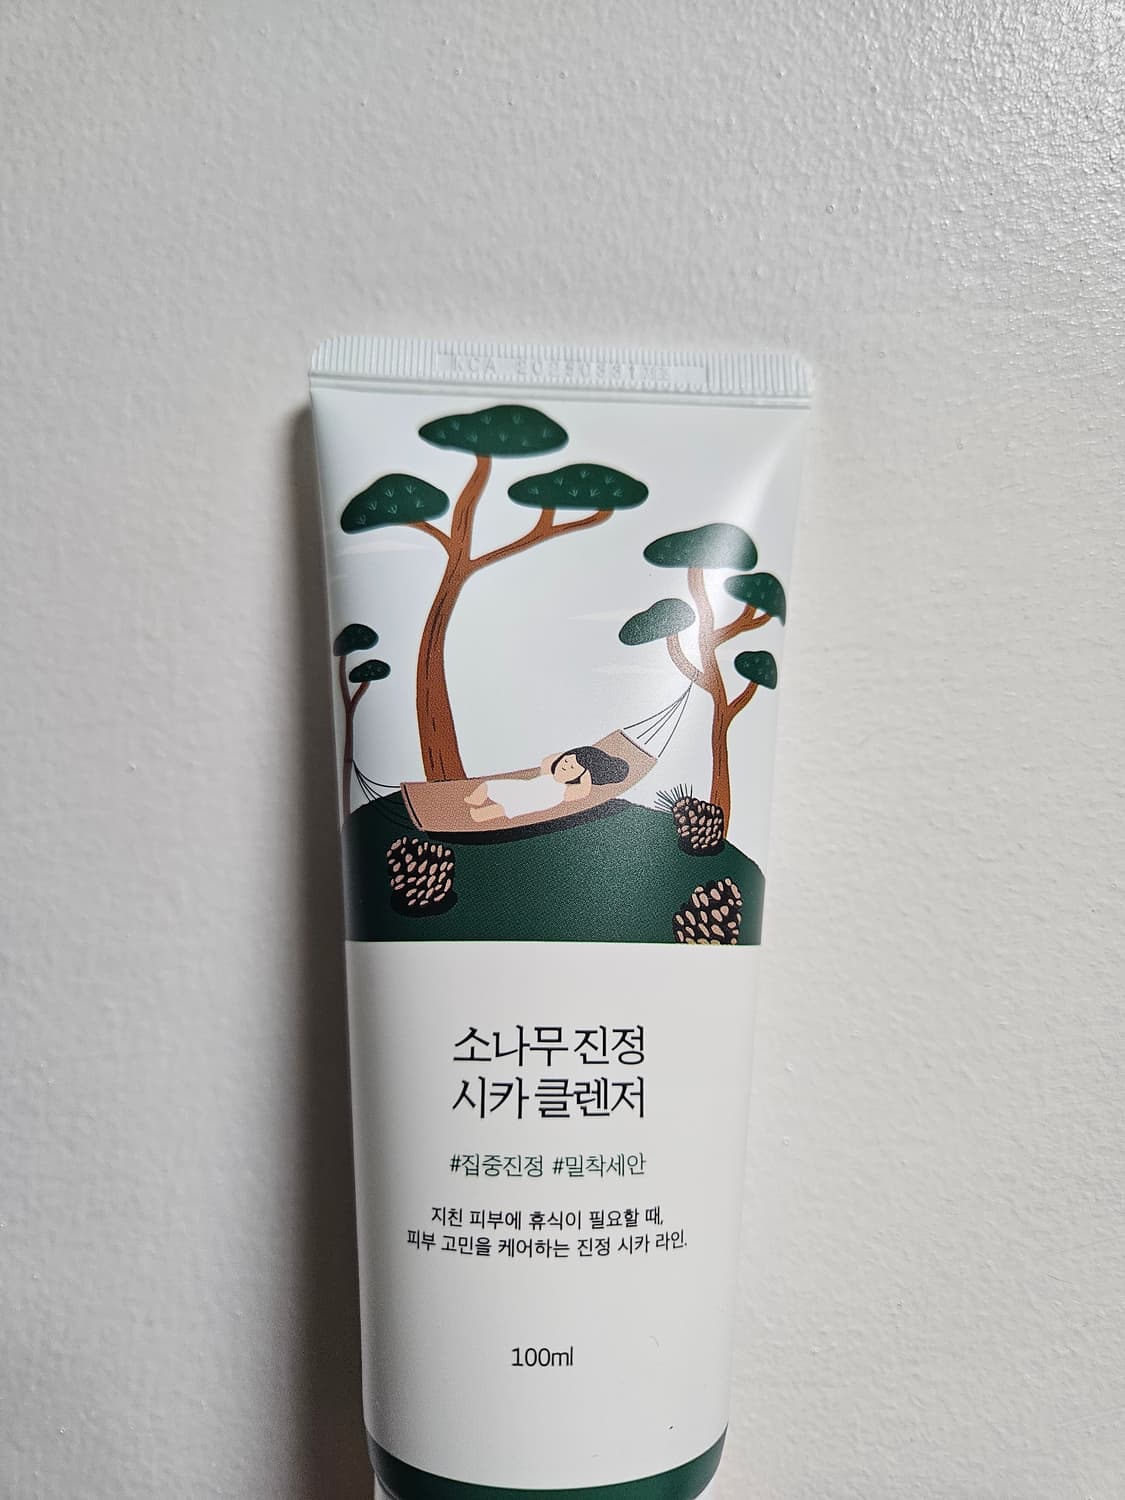 소나무 진정
시카 클렌저
#집중진정 #밀착세안
지친 피부에 휴식이 필요할 때,
피부 고민을 케어하는 진정 시카 라인.
100ml